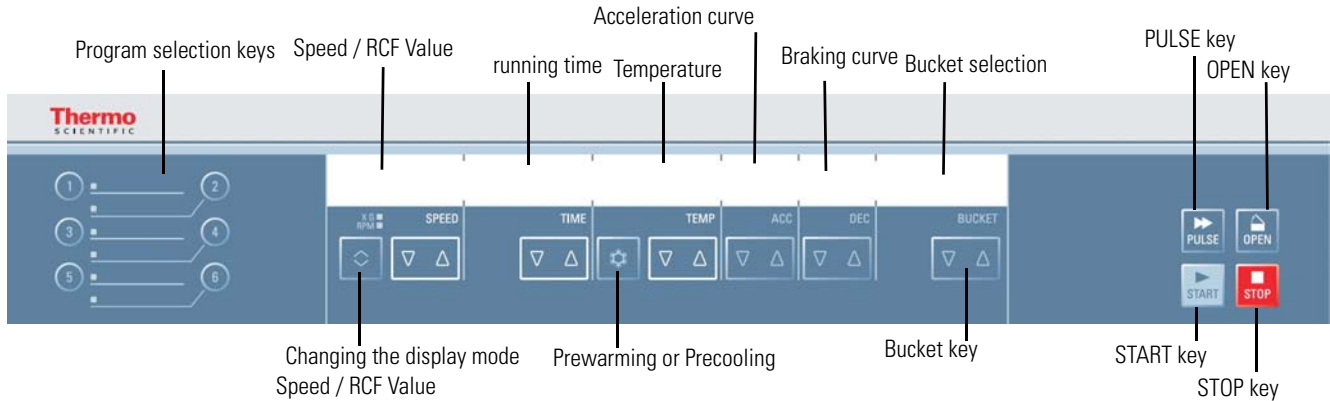 Acceleration curve
Program selection keys
Speed / RCF Value
running time
Temperature
Braking curve
Bucket selection
PULSE key
OPEN key
Thermo
SCIENTIFIC
1
2
3
4
5
6
X G
RPM
SPEED
TIME
TEMP
ACC
DEC
BUCKET
PULSE
OPEN
START
STOP
Changing the display mode
Speed / RCF Value
Prewarming or Precooling
Bucket key
START key
STOP key